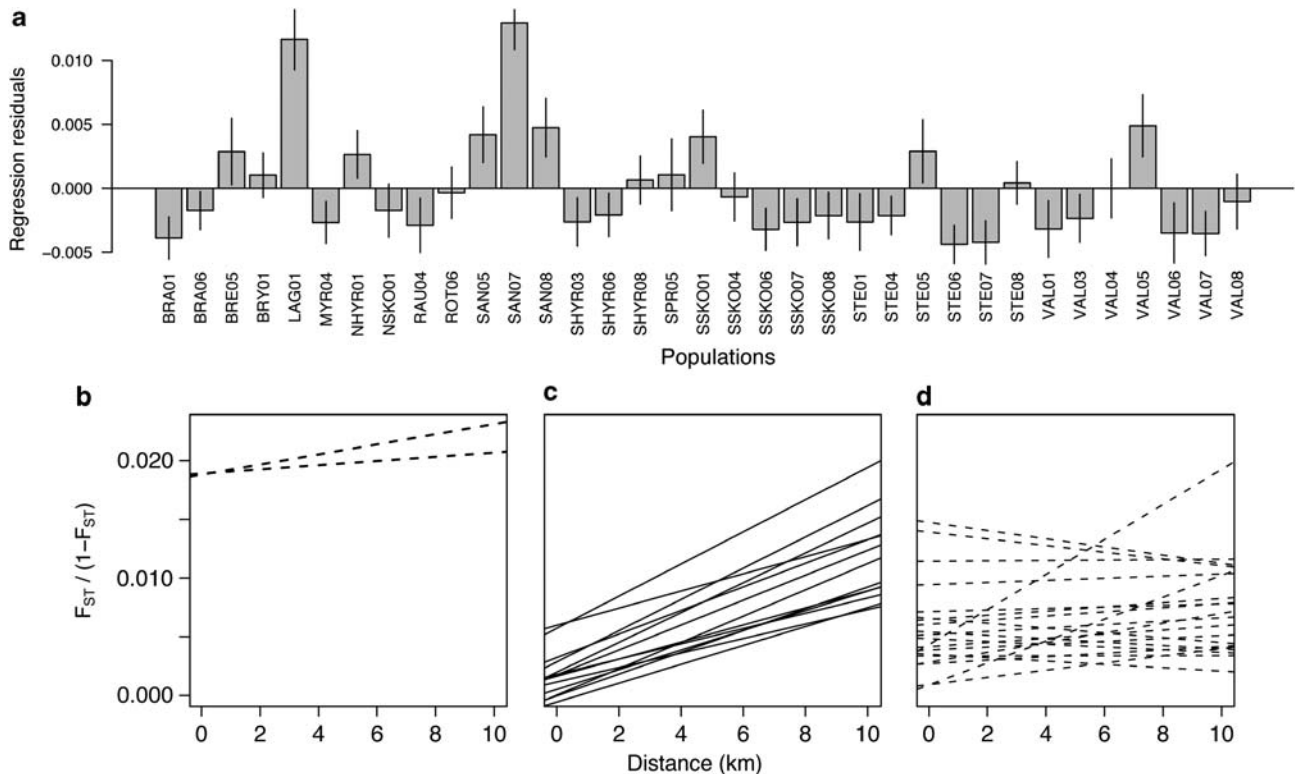 a
Regression residuals
0.010
0.005
0.000
−0.005
BRA01
BRA06
BRE05
BRY01
LAG01
MYR04
NHYR01
NSKO01
RAU04
ROT06
SAN05
SAN07
SAN08
SHYR03
SHYR06
SHYR08
SPR05
SSKO01
SSKO04
SSKO06
SSKO07
SSKO08
STE01
STE04
STE05
STE06
STE07
STE08
VAL01
VAL03
VAL04
VAL05
VAL06
VAL07
VAL08
Populations
b
c
d
FST / (1−FST)
0.020
0.010
0.000
0 2 4 6 8 10
0 2 4 6 8 10
0 2 4 6 8 10
Distance (km)